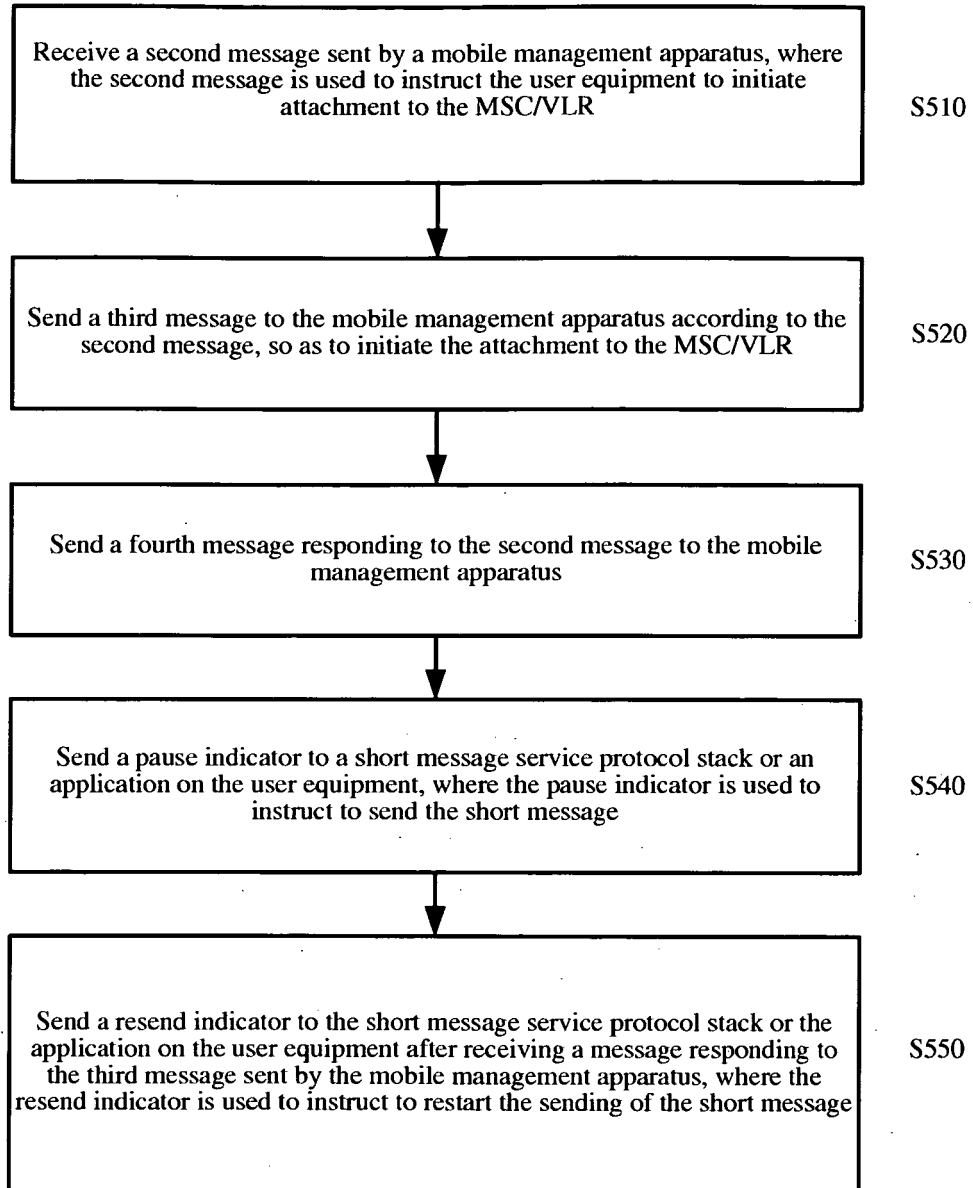 Receive a second message sent by a mobile management apparatus, where
the second message is used to instruct the user equipment to initiate
attachment to the MSC/VLR
S510
Send a third message to the mobile management apparatus according to the
second message, so as to initiate the attachment to the MSC/VLR
S520
Send a fourth message responding to the second message to the mobile
management apparatus
S530
Send a pause indicator to a short message service protocol stack or an
application on the user equipment, where the pause indicator is used to
instruct to send the short message
S540
Send a resend indicator to the short message service protocol stack or the
application on the user equipment after receiving a message responding to
the third message sent by the mobile management apparatus, where the
resend indicator is used to instruct to restart the sending of the short message
S550